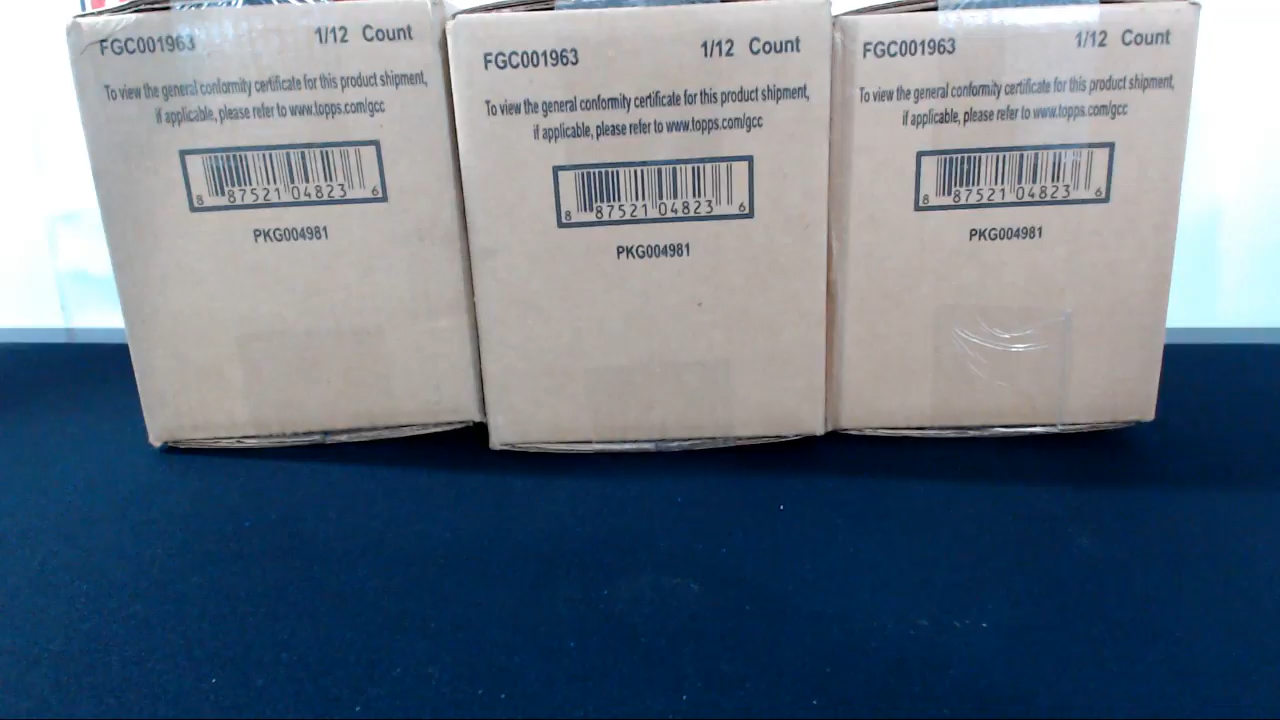 FGC001963 1/12 Count
To view the general conformity certificate for this product shipment,
if applicable, please refer to www.topps.com/gcc
8 87521 04823 6
PKG004981
FGC001963 1/12 Count
To view the general conformity certificate for this product shipment,
if applicable, please refer to www.topps.com/gcc
8 87521 04823 6
PKG004981
FGC001963 1/12 Count
To view the general conformity certificate for this product shipment,
if applicable, please refer to www.topps.com/gcc
8 87521 04823 6
PKG004981